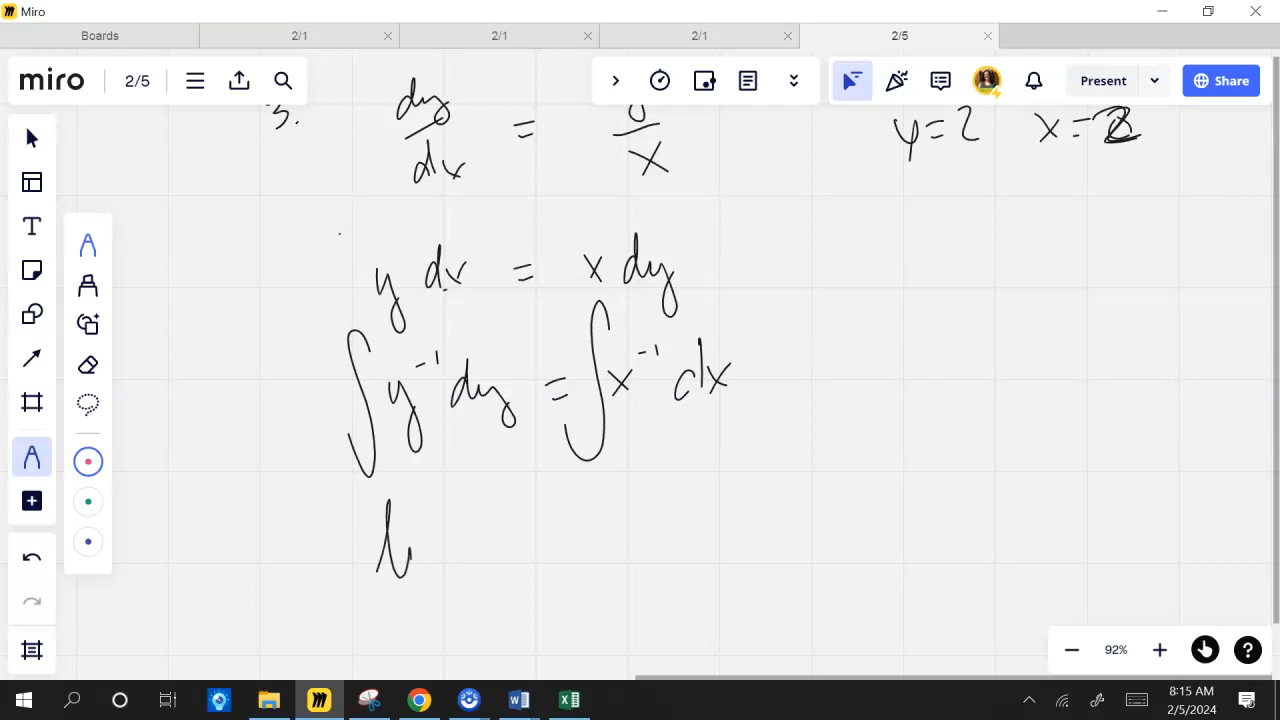 Miro
Boards 2/1 2/1 2/1 2/5
miro 2/5 Present Share
3. dy/dx = /x y = 2 x =
y dx = x dy
∫ y⁻¹ dy = ∫ x⁻¹ dx
92%
8:15 AM
2/5/2024